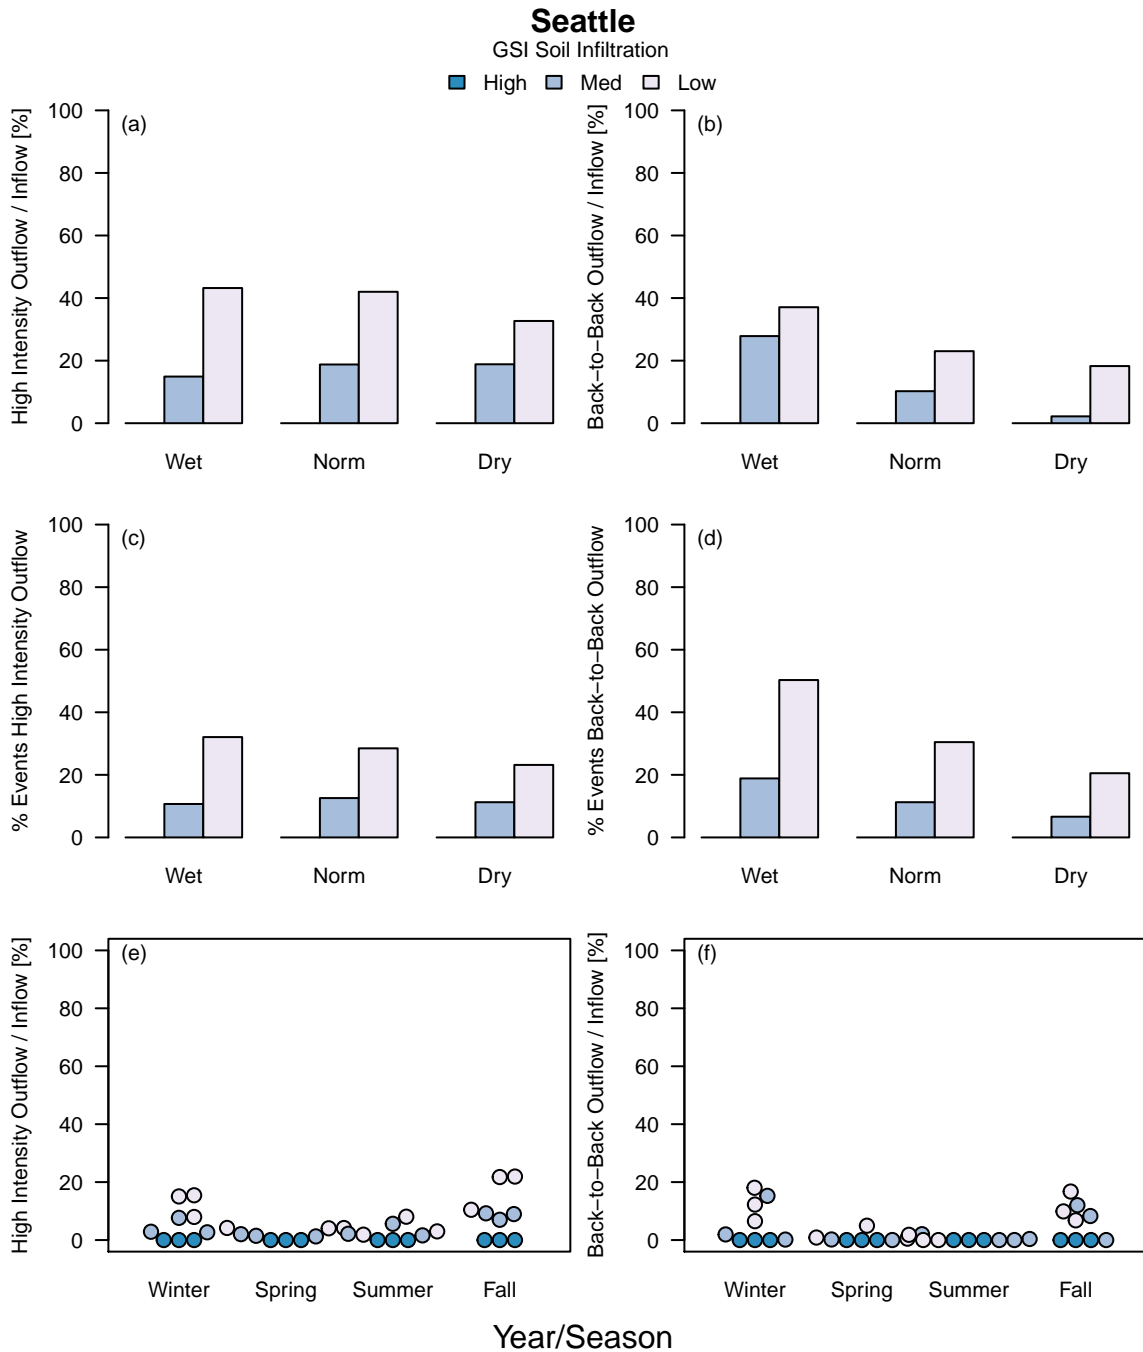 Seattle
GSI Soil Infiltration
High Med Low
High Intensity Outflow / Inflow [%]
100
80
60
40
20
0
(a)
Wet Norm Dry
Back−to−Back Outflow / Inflow [%]
100
80
60
40
20
0
(b)
Wet Norm Dry
% Events High Intensity Outflow
100
80
60
40
20
0
(c)
Wet Norm Dry
% Events Back−to−Back Outflow
100
80
60
40
20
0
(d)
Wet Norm Dry
High Intensity Outflow / Inflow [%]
100
80
60
40
20
0
(e)
Winter Spring Summer Fall
Back−to−Back Outflow / Inflow [%]
100
80
60
40
20
0
(f)
Winter Spring Summer Fall
Year/Season